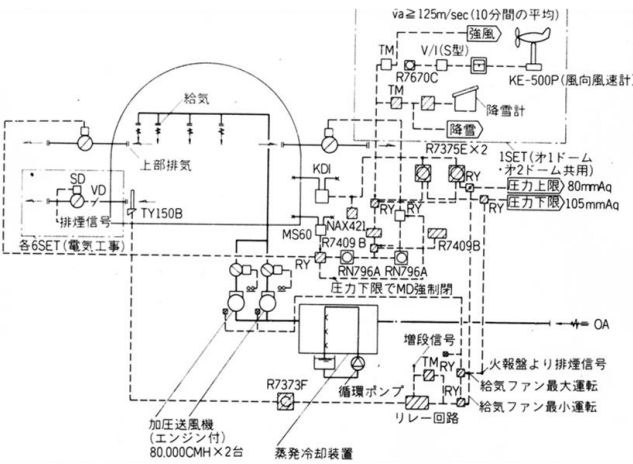 v̄a≧125m/sec(10分間の平均)
強風
TM
V/I(S型)
R7670C
KE-500P(風向風速計)
TM
降雪計
降雪
給気
上部排気
KDI
R7375E×2
1SET(才1ドーム
・才2ドーム共用)
RY
圧力上限 80mmAq
圧力下限 105mmAq
RY
RY
RY
SD
VD
排煙信号
TY150B
各6SET(電気工事)
NAX421
MS60
R7409B
R7409B
RY
RN796A
RN796A
圧力下限でMD強制閉
OA
増段信号
TM
RY
RY
RY
火報盤より排煙信号
給気ファン最大運転
給気ファン最小運転
リレー回路
循環ポンプ
R7373F
加圧送風機
(エンジン付)
80.000CMH×2台
蒸発冷却装置